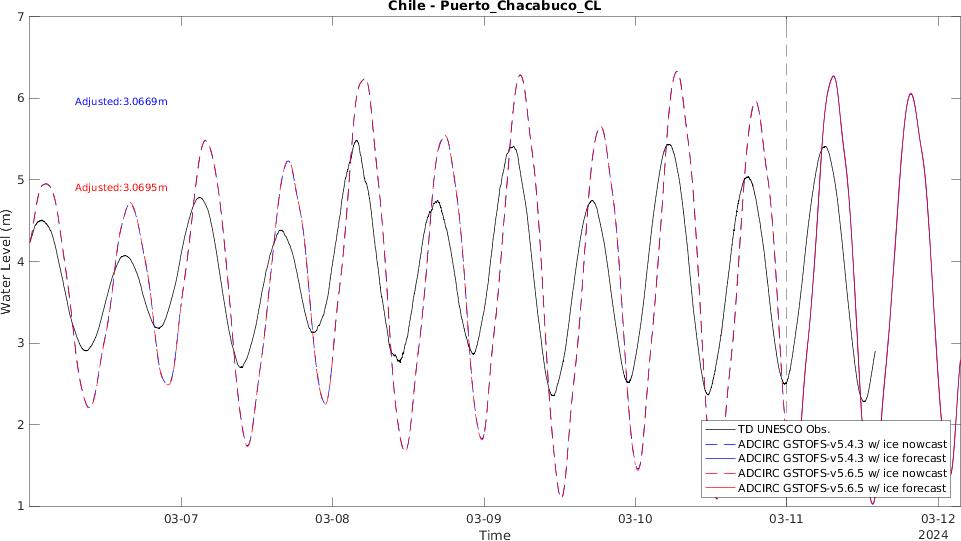 Chile - Puerto_Chacabuco_CL
7
6
5
4
3
2
1
Water Level (m)
Adjusted:3.0669m
Adjusted:3.0695m
TD UNESCO Obs.
ADCIRC GSTOFS-v5.4.3 w/ ice nowcast
ADCIRC GSTOFS-v5.4.3 w/ ice forecast
ADCIRC GSTOFS-v5.6.5 w/ ice nowcast
ADCIRC GSTOFS-v5.6.5 w/ ice forecast
03-07 03-08 03-09 03-10 03-11 03-12
Time
2024